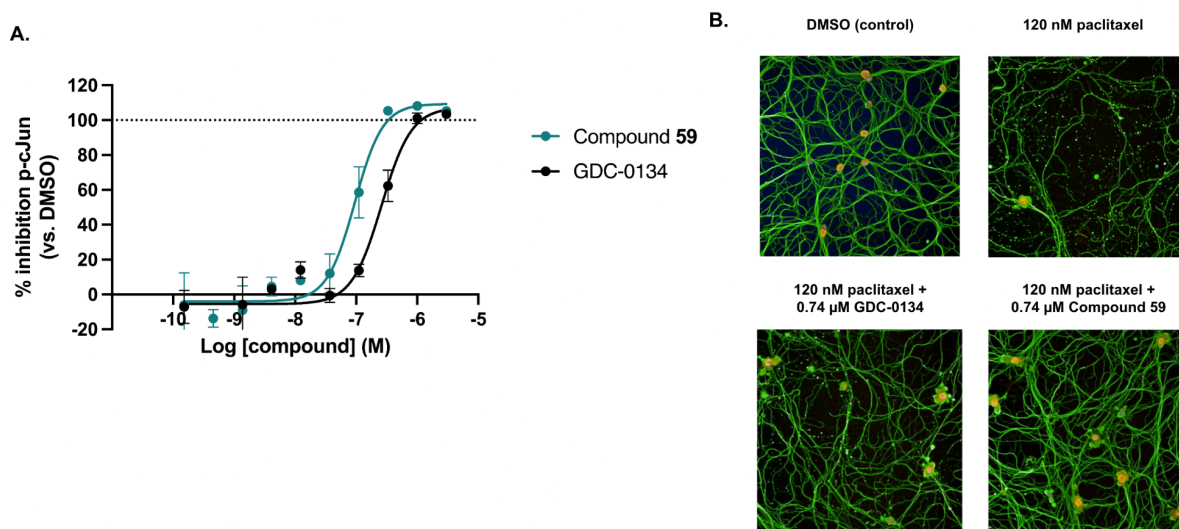 A.
% inhibition p-cJun
(vs. DMSO)
120
100
80
60
40
20
0
-20
-10
-9
-8
-7
-6
-5
Log [compound] (M)
Compound 59
GDC-0134
B.
DMSO (control)
120 nM paclitaxel
120 nM paclitaxel +
0.74 µM GDC-0134
120 nM paclitaxel +
0.74 µM Compound 59